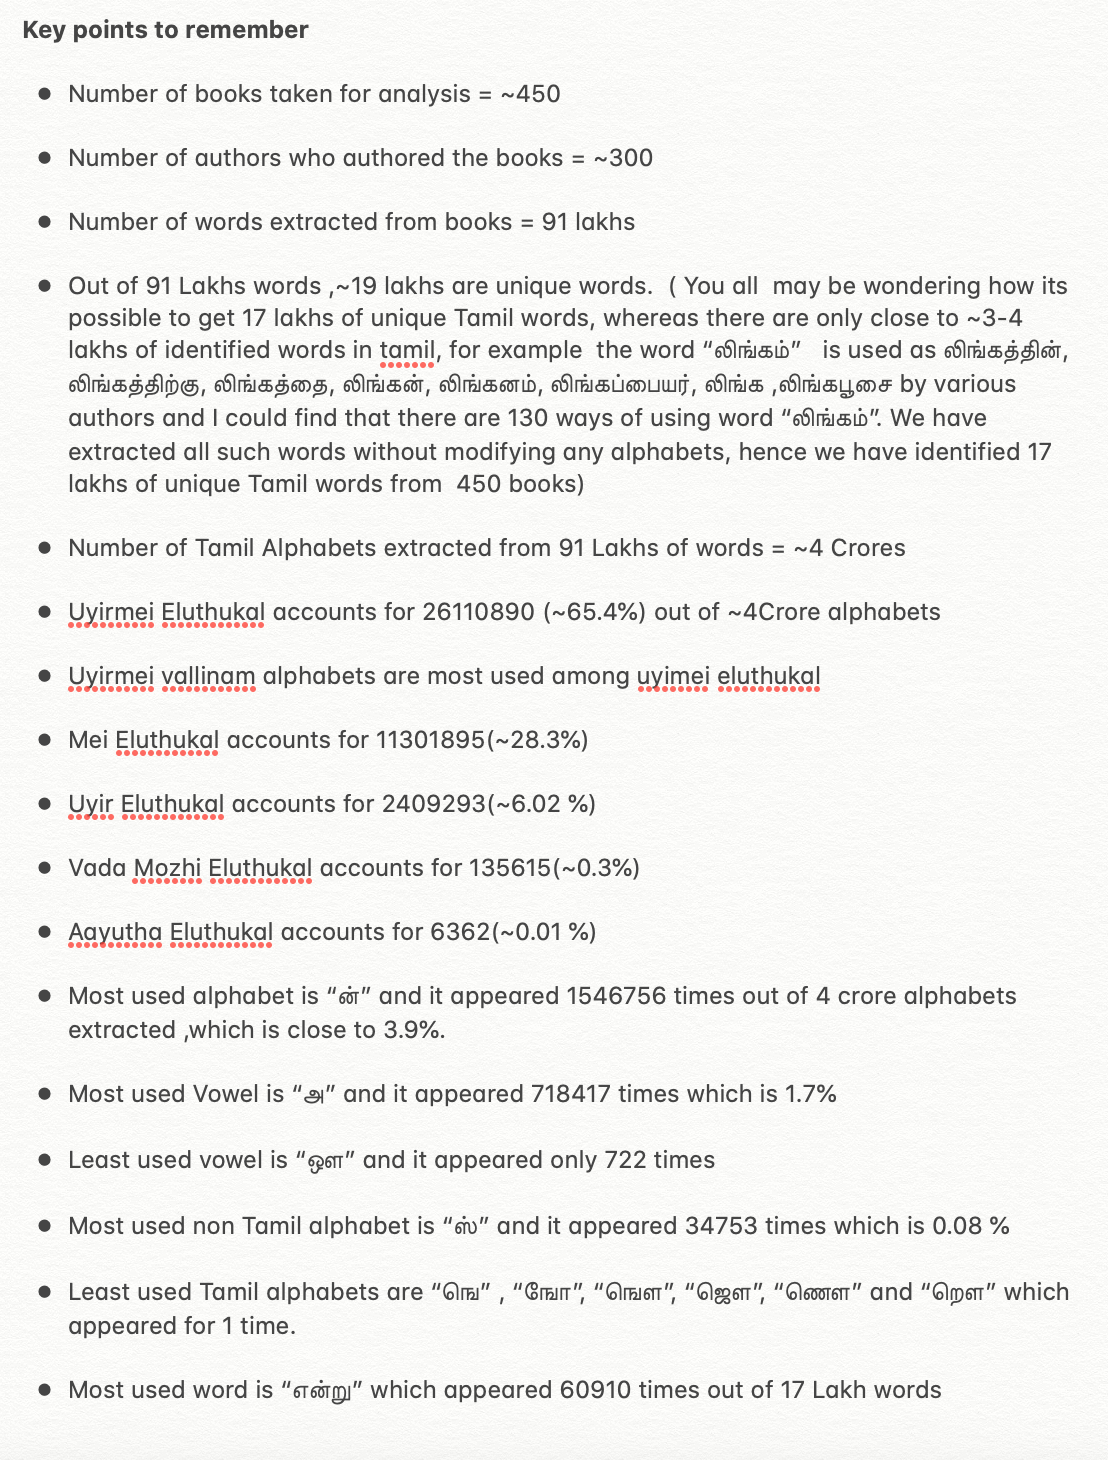 Key points to remember
● Number of books taken for analysis = ~450
● Number of authors who authored the books = ~300
● Number of words extracted from books = 91 lakhs
● Out of 91 Lakhs words ,~19 lakhs are unique words.  ( You all  may be wondering how its
possible to get 17 lakhs of unique Tamil words, whereas there are only close to ~3-4
lakhs of identified words in tamil, for example  the word “லிங்கம்”   is used as லிங்கத்தின்,
லிங்கத்திற்கு, லிங்கத்தை, லிங்கன், லிங்கனம், லிங்கப்பையர், லிங்க ,லிங்கபூசை by various
authors and I could find that there are 130 ways of using word “லிங்கம்”. We have
extracted all such words without modifying any alphabets, hence we have identified 17
lakhs of unique Tamil words from  450 books)
● Number of Tamil Alphabets extracted from 91 Lakhs of words = ~4 Crores
● Uyirmei Eluthukal accounts for 26110890 (~65.4%) out of ~4Crore alphabets
● Uyirmei vallinam alphabets are most used among uyimei eluthukal
● Mei Eluthukal accounts for 11301895(~28.3%)
● Uyir Eluthukal accounts for 2409293(~6.02 %)
● Vada Mozhi Eluthukal accounts for 135615(~0.3%)
● Aayutha Eluthukal accounts for 6362(~0.01 %)
● Most used alphabet is “ன்” and it appeared 1546756 times out of 4 crore alphabets
extracted ,which is close to 3.9%.
● Most used Vowel is “அ” and it appeared 718417 times which is 1.7%
● Least used vowel is “ஔ” and it appeared only 722 times
● Most used non Tamil alphabet is “ஸ்” and it appeared 34753 times which is 0.08 %
● Least used Tamil alphabets are “ஙெ” , “ஙோ”, “ஙௌ”, “ஜௌ”, “ணௌ” and “றௌ” which
appeared for 1 time.
● Most used word is “என்று” which appeared 60910 times out of 17 Lakh words